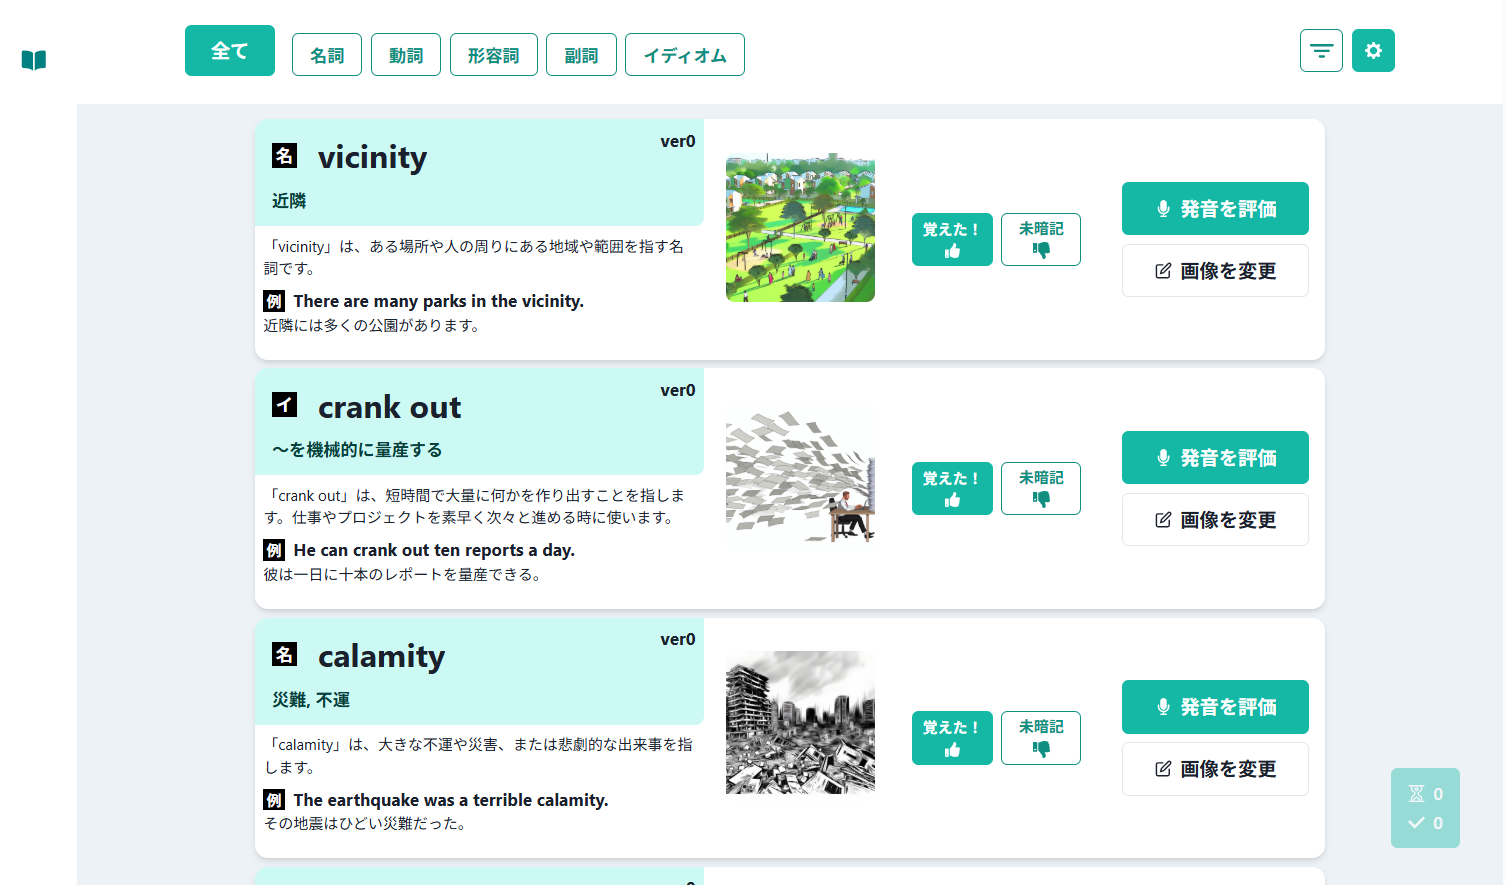 全て
名詞
動詞
形容詞
副詞
イディオム
名 vicinity
ver0
近隣
「vicinity」は、ある場所や人の周りにある地域や範囲を指す名
詞です。
例 There are many parks in the vicinity.
近隣には多くの公園があります。
覚えた！
未暗記
発音を評価
画像を変更
イ crank out
ver0
〜を機械的に量産する
「crank out」は、短時間で大量に何かを作り出すことを指しま
す。仕事やプロジェクトを素早く次々と進める時に使います。
例 He can crank out ten reports a day.
彼は一日に十本のレポートを量産できる。
覚えた！
未暗記
発音を評価
画像を変更
名 calamity
ver0
災難, 不運
「calamity」は、大きな不運や災害、または悲劇的な出来事を指
します。
例 The earthquake was a terrible calamity.
その地震はひどい災難だった。
覚えた！
未暗記
発音を評価
画像を変更
0
0